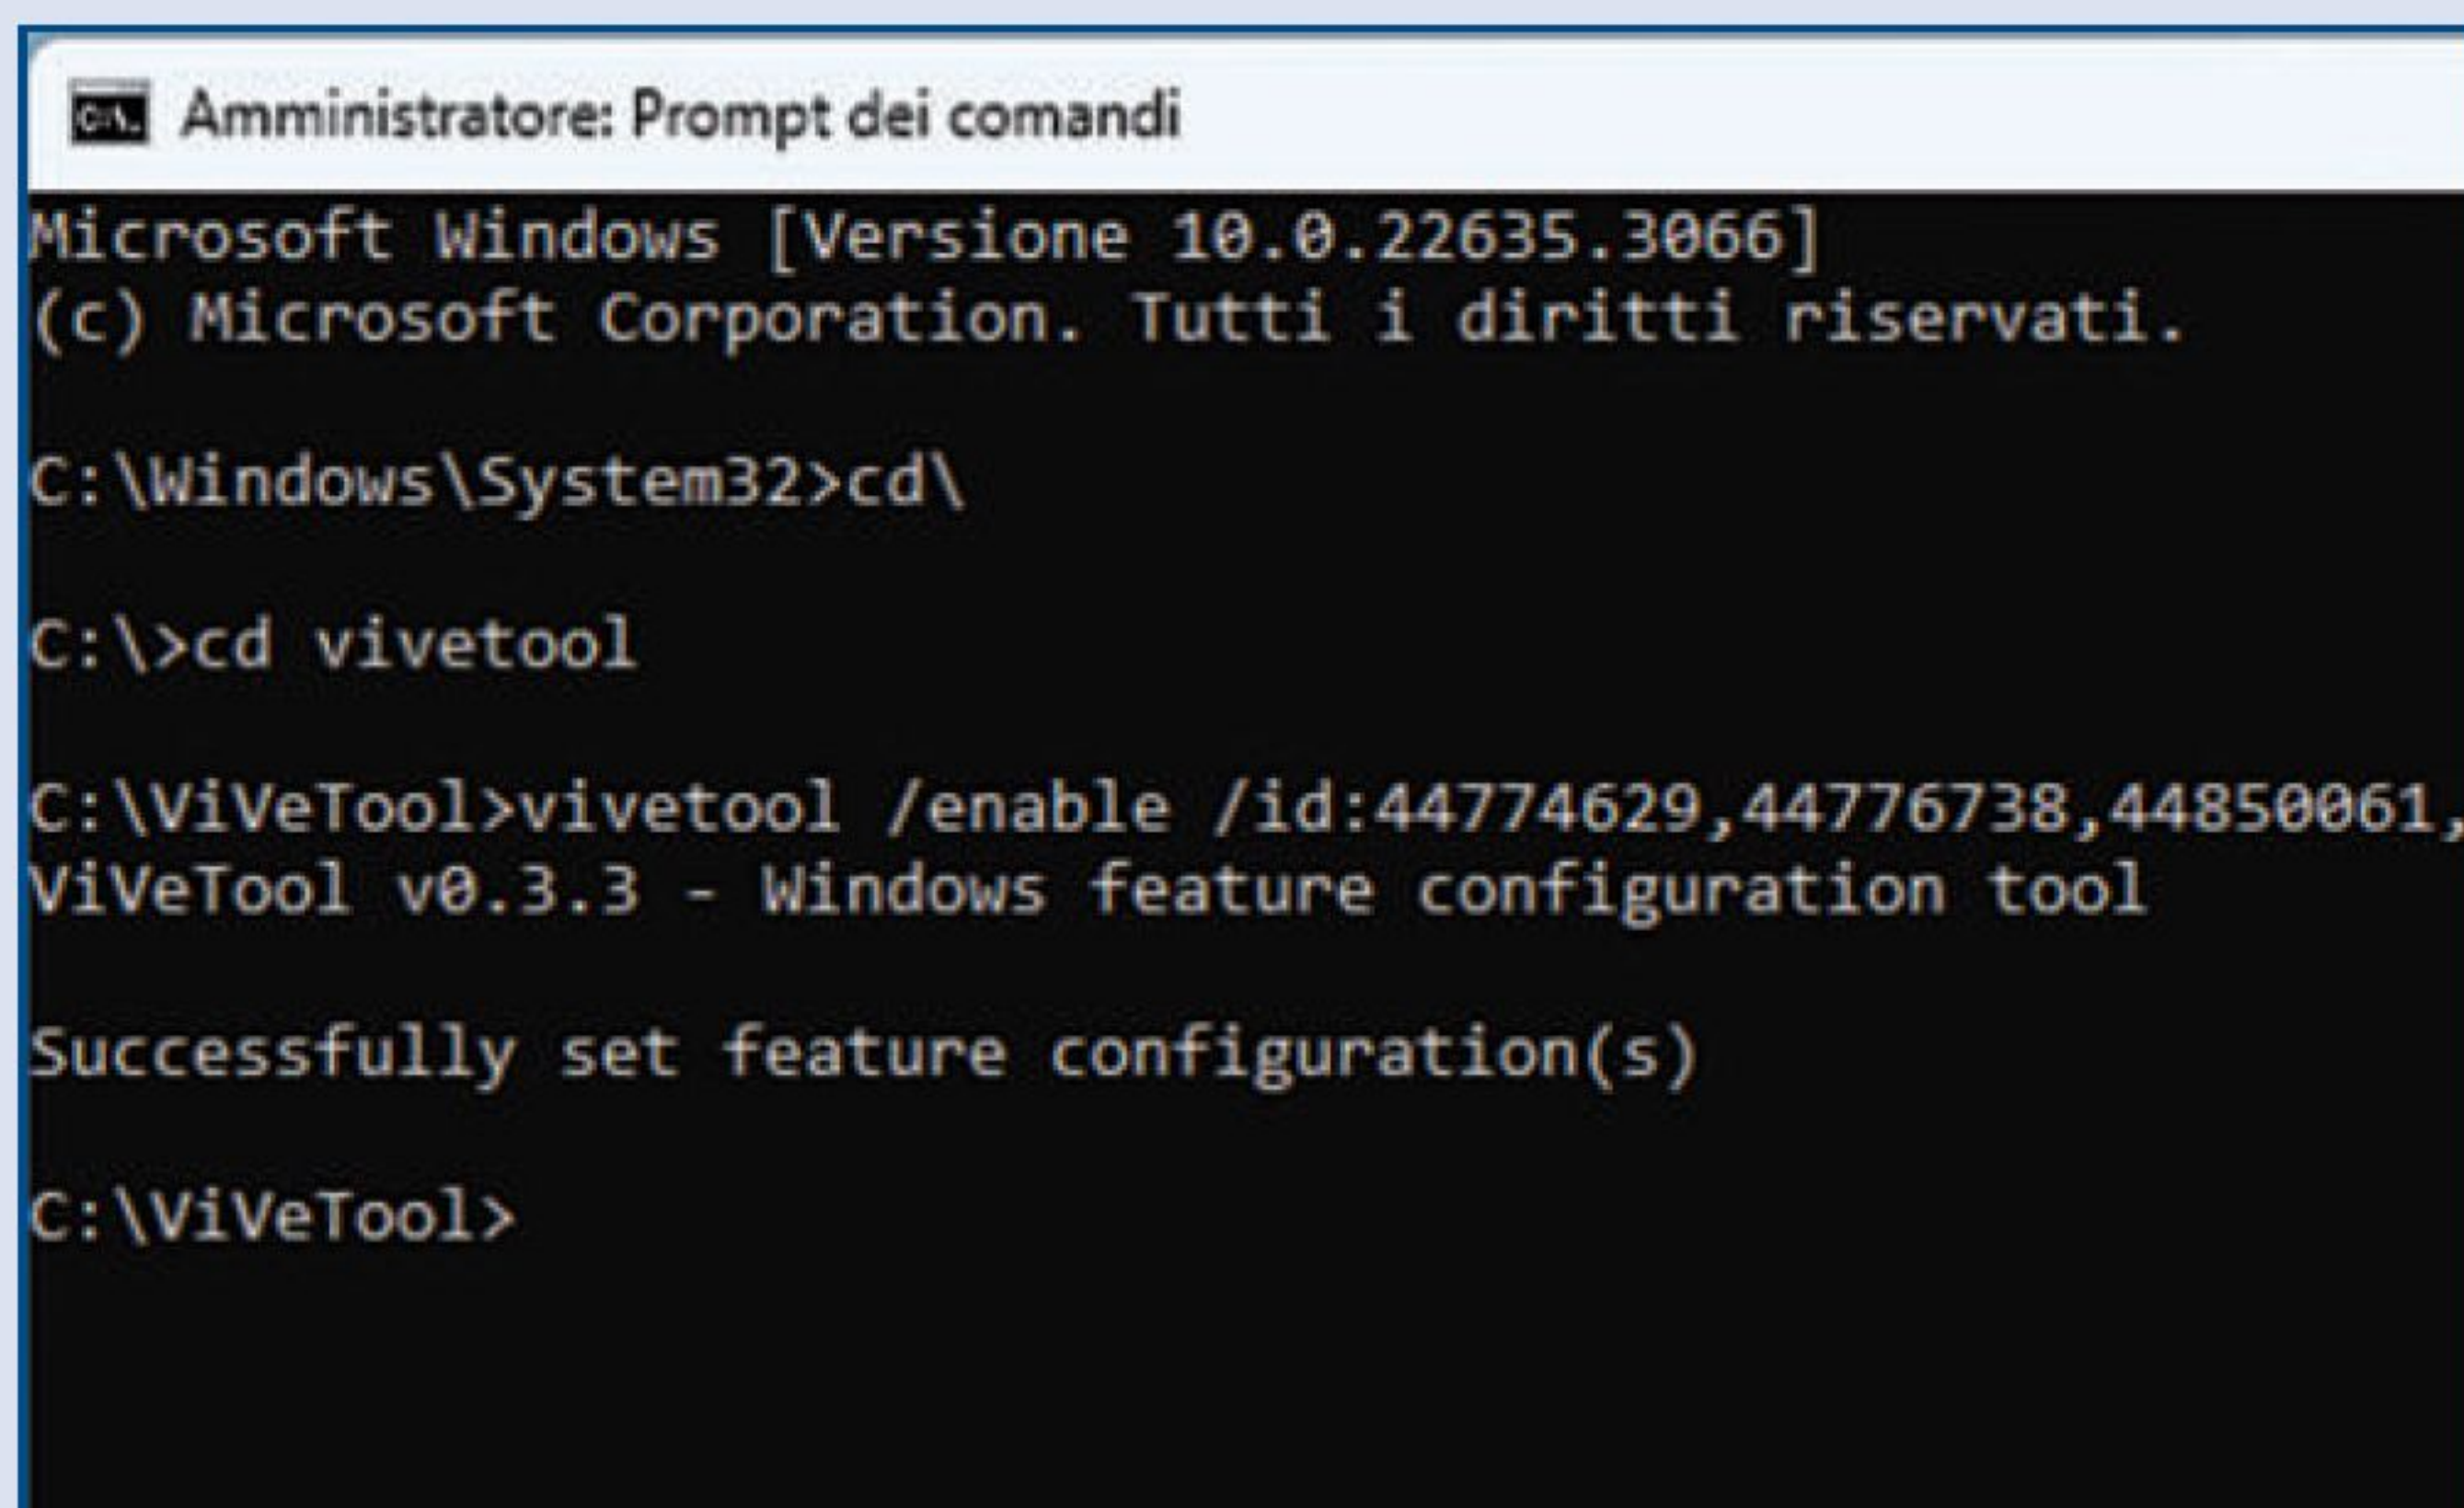 Amministratore: Prompt dei comandi
Microsoft Windows [Versione 10.0.22635.3066]
(c) Microsoft Corporation. Tutti i diritti riservati.
C:\Windows\System32>cd\
C:\>cd vivetool
C:\ViVeTool>vivetool /enable /id:44774629,44776738,44850061,
ViVeTool v0.3.3 - Windows feature configuration tool
Successfully set feature configuration(s)
C:\ViVeTool>